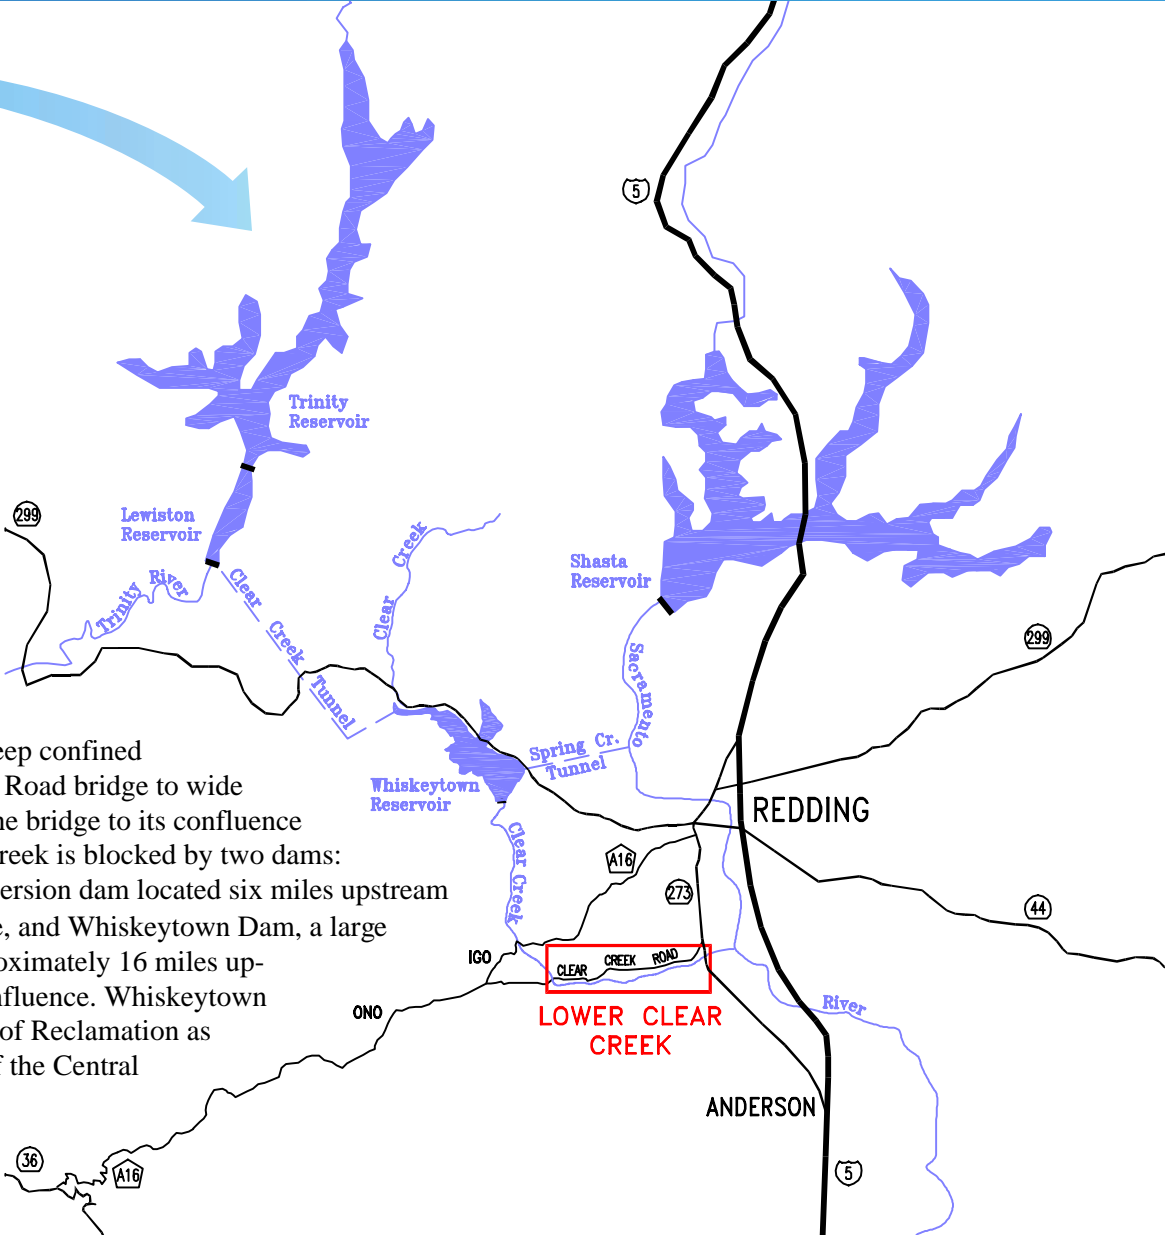 5
Trinity
Reservoir
299
Lewiston
Reservoir
Clear Creek
Shasta
Reservoir
Trinity River
Clear Creek Tunnel
299
Sacramento
eep confined
Road bridge to wide
ne bridge to its confluence
reek is blocked by two dams:
ersion dam located six miles upstream
e, and Whiskeytown Dam, a large
oximately 16 miles up-
nfluence. Whiskeytown
of Reclamation as
f the Central
Spring Cr.
Tunnel
Whiskeytown
Reservoir
REDDING
Clear Creek
A16
273
44
IGO
CLEAR CREEK ROAD
ONO
LOWER CLEAR
CREEK
River
ANDERSON
36
A16
5